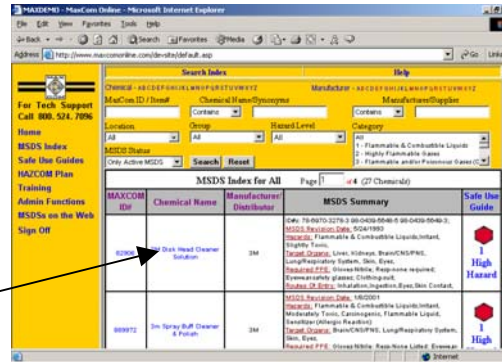 MAXDEMO - MaxCom Online - Microsoft Internet Explorer
File Edit View Favorites Tools Help
Back Search Favorites Media
Address http://www.maxcomonline.com/devsite/default.asp Go Links
Search Index Help
Chemical - A B C D E F G H I J K L M N O P Q R S T U V W X Y Z Manufacturer - A B C D E F G H I J K L M N O P Q R S T U V W X Y Z
MaxCom ID / Item# Chemical Name/Synonyms Manufacturer/Supplier
Contains Contains
For Tech Support
Call 800. 524. 7896
Location Group Hazard Level Category
All All All All
1 - Flammable & Combustible Liquids
2 - Highly Flammable Gases
3 - Flammable and/or Poisonous Gases
MSDS Status
Only Active MSDS Search Reset
Home
MSDS Index
Safe Use Guides
HAZCOM Plan
Training
Admin Functions
MSDSs on the Web
Sign Off
MSDS Index for All Page 1 of 4 (27 Chemicals)
MAXCOM ID# Chemical Name Manufacturer/ Distributor MSDS Summary Safe Use Guide
3M Disk Head Cleaner Solution
3M
MSDS Revision Date: 5/24/1993
Hazards: Flammable & Combustible Liquid, Irritant,
Slightly Toxic,
Target Organs: Liver, Kidneys, Brain/CNS/PNS,
Lung/Respiratory System, Skin, Eyes,
Required PPE: Gloves: Nitrile; Resp: none required;
Eyewear: safety glasses; Clothing: suit,
Routes Of Entry: Inhalation, Ingestion, Eyes, Skin Contact,
1
High
Hazard
3m Spray Buff Cleaner & Polish
3M
MSDS Revision Date: 1/8/2001
Hazards: Flammable & Combustible Liquid, Irritant,
Moderately Toxic, Carcinogenic, Flammable Liquid,
Sensitizer (Allergic Reaction)
Target Organs: Brain/CNS/PNS, Lung/Respiratory System,
Skin, Eyes,
1
High
Internet